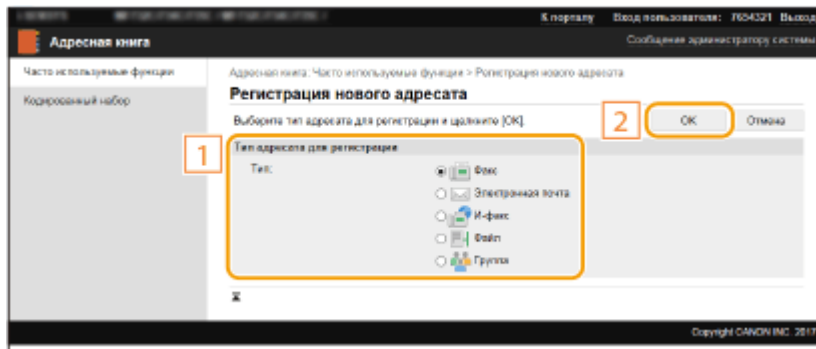 К порталу Вход пользователя: 7654321 Выход
Адресная книга
Сообщение администратору системы
Часто используемые функции
Кодированный набор
Адресная книга: Часто используемые функции > Регистрация нового адресата
Регистрация нового адресата
Выберите тип адресата для регистрации и щелкните [OK].
2
OK
Отмена
1
Тип адресата для регистрации
Тип:
Факс
Электронная почта
И-факс
Файл
Группа
Copyright CANON INC. 2017